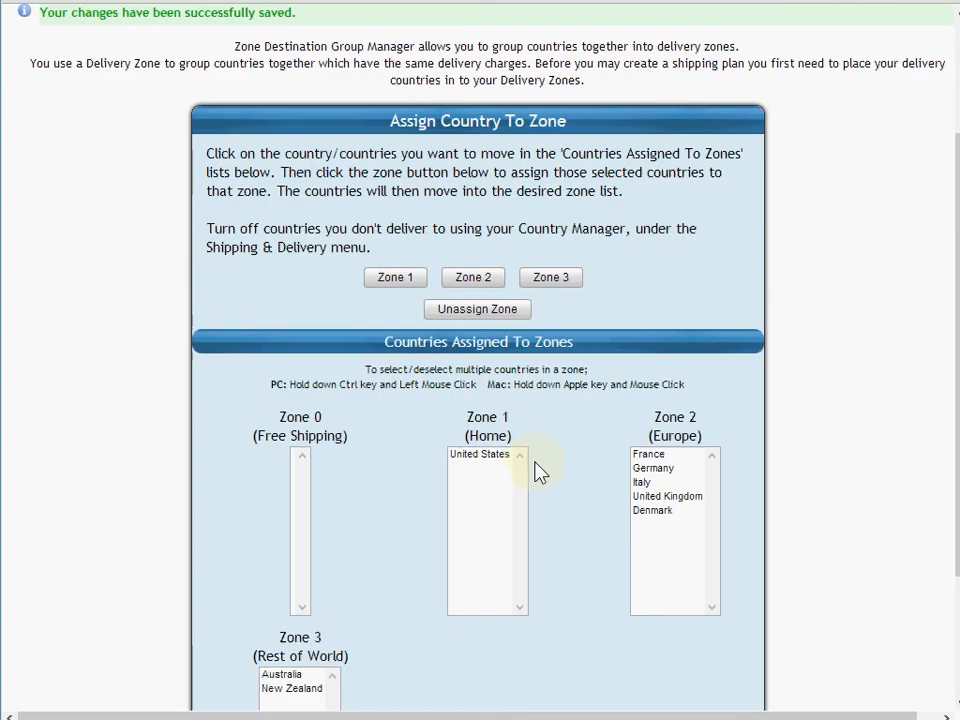 Your changes have been successfully saved.
Zone Destination Group Manager allows you to group countries together into delivery zones.
You use a Delivery Zone to group countries together which have the same delivery charges. Before you may create a shipping plan you first need to place your delivery
countries in to your Delivery Zones.
Assign Country To Zone
Click on the country/countries you want to move in the 'Countries Assigned To Zones'
lists below. Then click the zone button below to assign those selected countries to
that zone. The countries will then move into the desired zone list.
Turn off countries you don't deliver to using your Country Manager, under the
Shipping & Delivery menu.
Zone 1 Zone 2 Zone 3
Unassign Zone
Countries Assigned To Zones
To select/deselect multiple countries in a zone;
PC: Hold down Ctrl key and Left Mouse Click Mac: Hold down Apple key and Mouse Click
Zone 0
(Free Shipping)
Zone 1
(Home)
United States
Zone 2
(Europe)
France
Germany
Italy
United Kingdom
Denmark
Zone 3
(Rest of World)
Australia
New Zealand